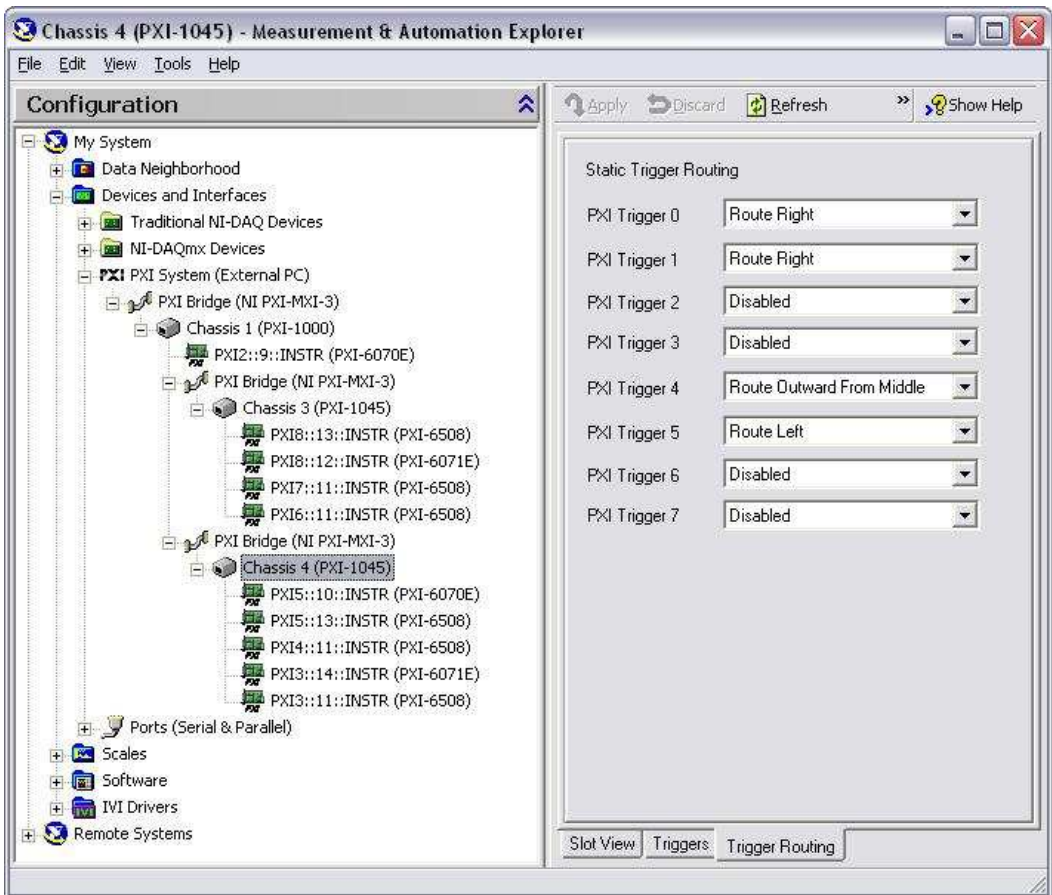 Chassis 4 (PXI-1045) - Measurement & Automation Explorer
File Edit View Tools Help
Configuration
My System
Data Neighborhood
Devices and Interfaces
Traditional NI-DAQ Devices
NI-DAQmx Devices
PXI PXI System (External PC)
PXI Bridge (NI PXI-MXI-3)
Chassis 1 (PXI-1000)
PXI2::9::INSTR (PXI-6070E)
PXI Bridge (NI PXI-MXI-3)
Chassis 3 (PXI-1045)
PXI8::13::INSTR (PXI-6508)
PXI8::12::INSTR (PXI-6071E)
PXI7::11::INSTR (PXI-6508)
PXI6::11::INSTR (PXI-6508)
PXI Bridge (NI PXI-MXI-3)
Chassis 4 (PXI-1045)
PXI5::10::INSTR (PXI-6070E)
PXI5::13::INSTR (PXI-6508)
PXI4::11::INSTR (PXI-6508)
PXI3::14::INSTR (PXI-6071E)
PXI3::11::INSTR (PXI-6508)
Ports (Serial & Parallel)
Scales
Software
IVI Drivers
Remote Systems
Apply Discard Refresh » Show Help
Static Trigger Routing
PXI Trigger 0 Route Right
PXI Trigger 1 Route Right
PXI Trigger 2 Disabled
PXI Trigger 3 Disabled
PXI Trigger 4 Route Outward From Middle
PXI Trigger 5 Route Left
PXI Trigger 6 Disabled
PXI Trigger 7 Disabled
Slot View Triggers Trigger Routing